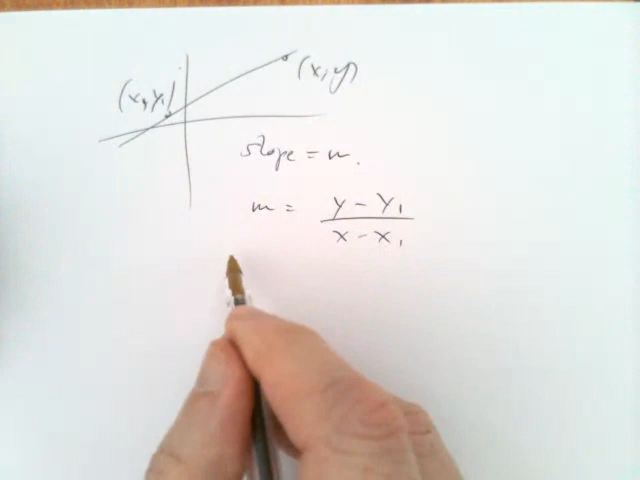 (x, y)
(x₁, y₁)
slope = m.
m = y - y₁ / x - x₁